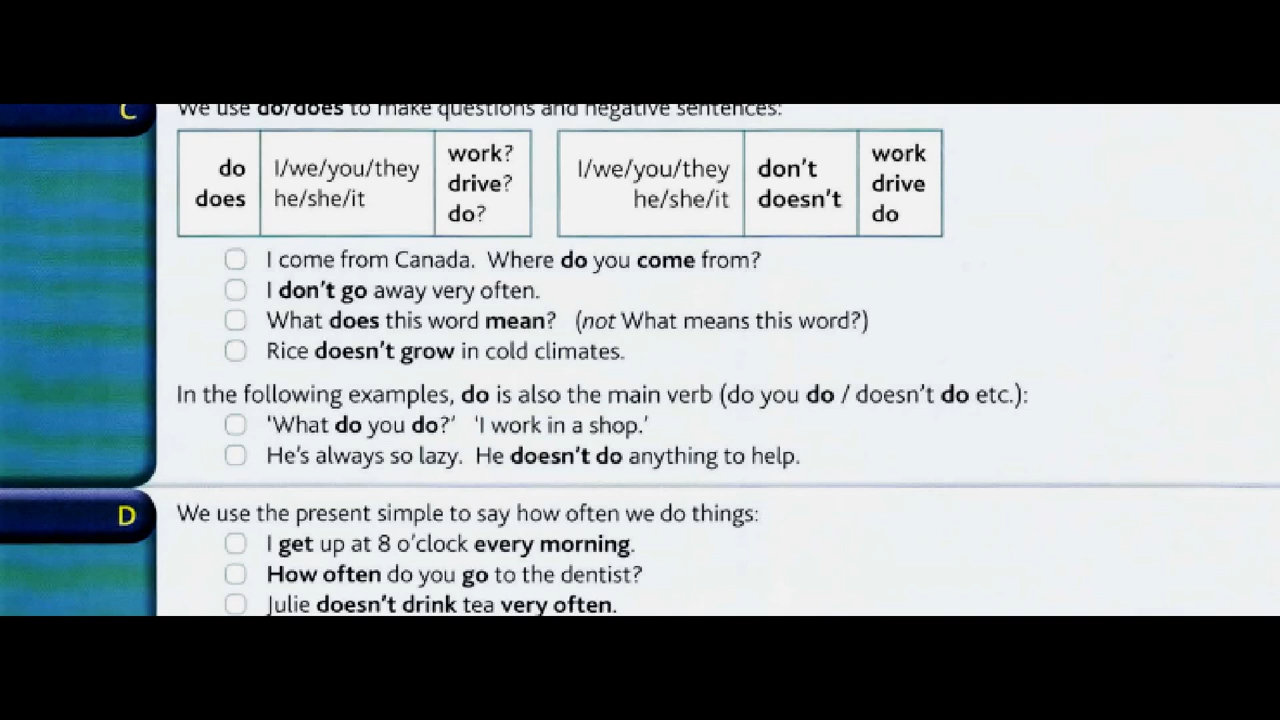 C
We use do/does to make questions and negative sentences:
do I/we/you/they work?
does he/she/it drive?
do?
I/we/you/they don't work
he/she/it doesn't drive
do
I come from Canada. Where do you come from?
I don't go away very often.
What does this word mean? (not What means this word?)
Rice doesn't grow in cold climates.
In the following examples, do is also the main verb (do you do / doesn't do etc.):
‘What do you do?’ ‘I work in a shop.’
He's always so lazy. He doesn't do anything to help.
D
We use the present simple to say how often we do things:
I get up at 8 o'clock every morning.
How often do you go to the dentist?
Julie doesn't drink tea very often.